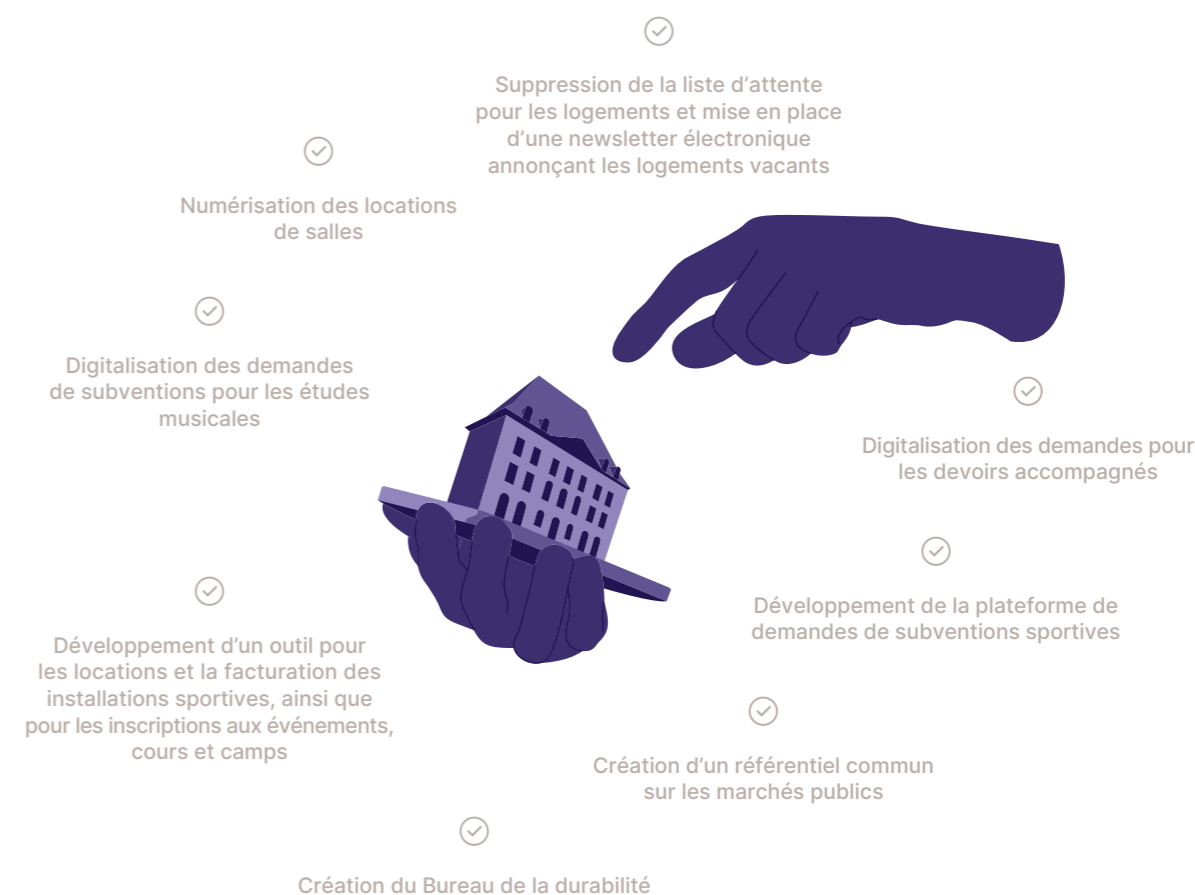 Suppression de la liste d’attente
pour les logements et mise en place
d’une newsletter électronique
annonçant les logements vacants
Numérisation des locations
de salles
Digitalisation des demandes
de subventions pour les études
musicales
Digitalisation des demandes pour
les devoirs accompagnés
Développement de la plateforme de
demandes de subventions sportives
Développement d’un outil pour
les locations et la facturation des
installations sportives, ainsi que
pour les inscriptions aux événements,
cours et camps
Création d’un référentiel commun
sur les marchés publics
Création du Bureau de la durabilité